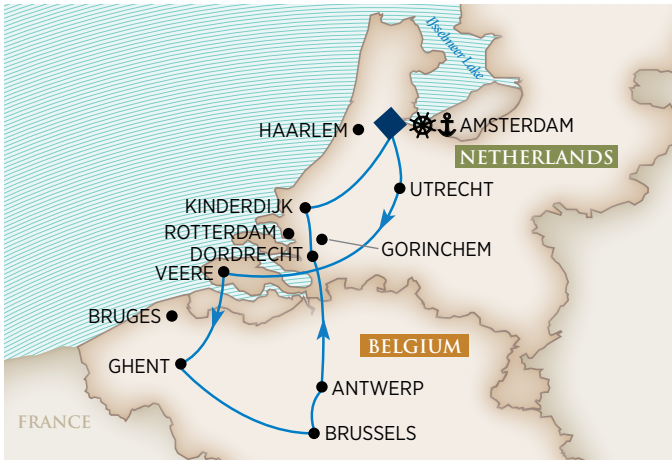 IJsselmeer Lake
HAARLEM
AMSTERDAM
NETHERLANDS
UTRECHT
KINDERDIJK
ROTTERDAM
GORINCHEM
DORDRECHT
VEERE
BRUGES
BELGIUM
GHENT
ANTWERP
FRANCE
BRUSSELS